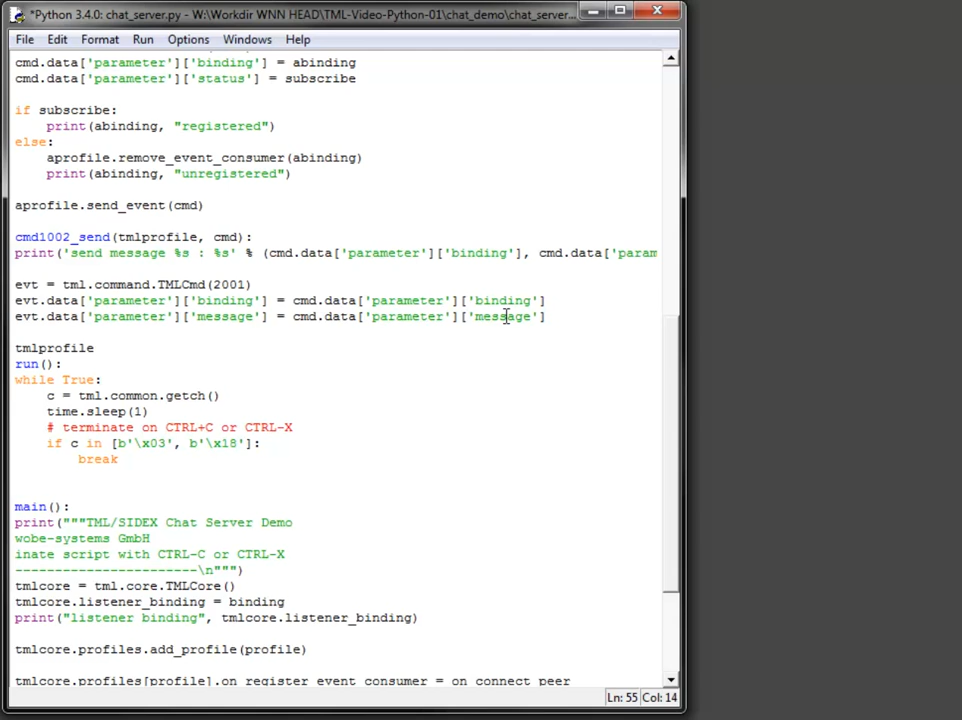 *Python 3.4.0: chat_server.py - W:\Workdir WNN HEAD\TML-Video-Python-01\chat_demo\chat_server...
File Edit Format Run Options Windows Help
cmd.data['parameter']['binding'] = abinding
cmd.data['parameter']['status'] = subscribe
if subscribe:
print(abinding, "registered")
else:
aprofile.remove_event_consumer(abinding)
print(abinding, "unregistered")
aprofile.send_event(cmd)
cmd1002_send(tmlprofile, cmd):
print('send message %s : %s' % (cmd.data['parameter']['binding'], cmd.data['param
evt = tml.command.TMLCmd(2001)
evt.data['parameter']['binding'] = cmd.data['parameter']['binding']
evt.data['parameter']['message'] = cmd.data['parameter']['message']
tmlprofile
run():
while True:
c = tml.common.getch()
time.sleep(1)
# terminate on CTRL+C or CTRL-X
if c in [b'\x03', b'\x18']:
break
main():
print("""TML/SIDEX Chat Server Demo
wobe-systems GmbH
inate script with CTRL-C or CTRL-X
-----------------------\n""")
tmlcore = tml.core.TMLCore()
tmlcore.listener_binding = binding
print("listener binding", tmlcore.listener_binding)
tmlcore.profiles.add_profile(profile)
tmlcore.profiles[profile].on_register_event_consumer = on_connect_peer
Ln: 55 Col: 14